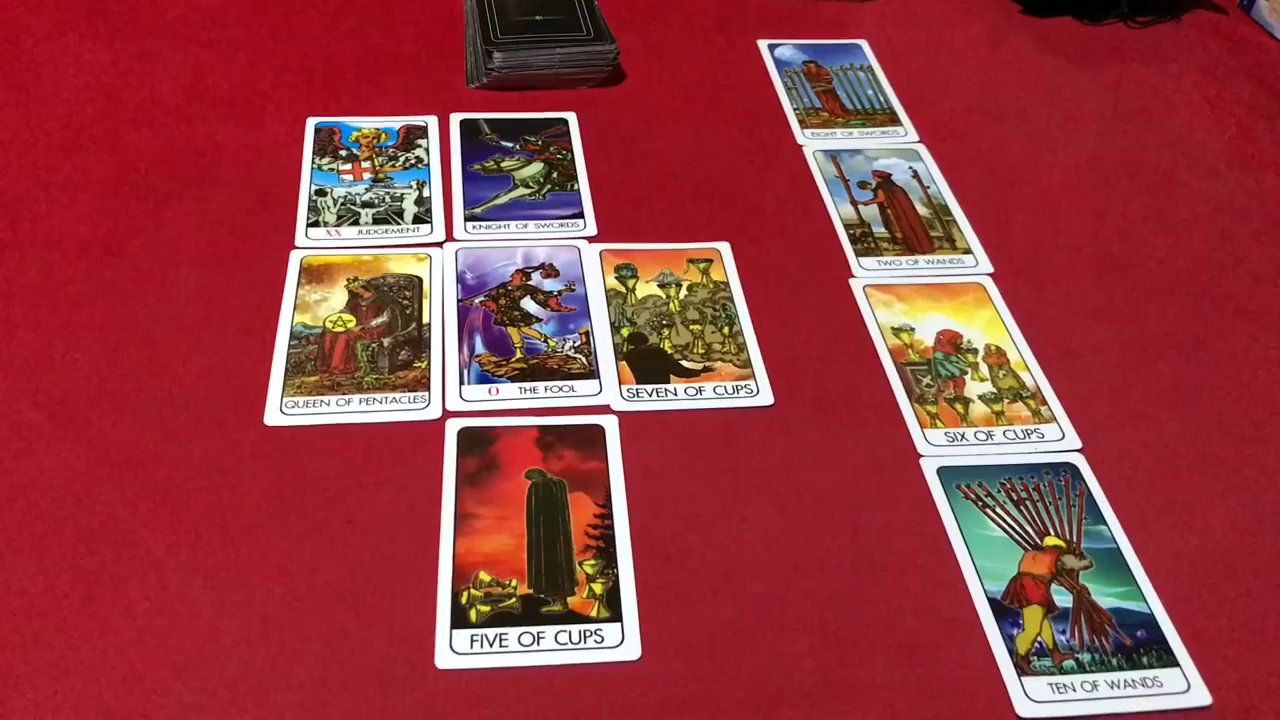 XX JUDGEMENT
KNIGHT OF SWORDS
QUEEN OF PENTACLES
0 THE FOOL
SEVEN OF CUPS
FIVE OF CUPS
EIGHT OF SWORDS
TWO OF WANDS
SIX OF CUPS
TEN OF WANDS